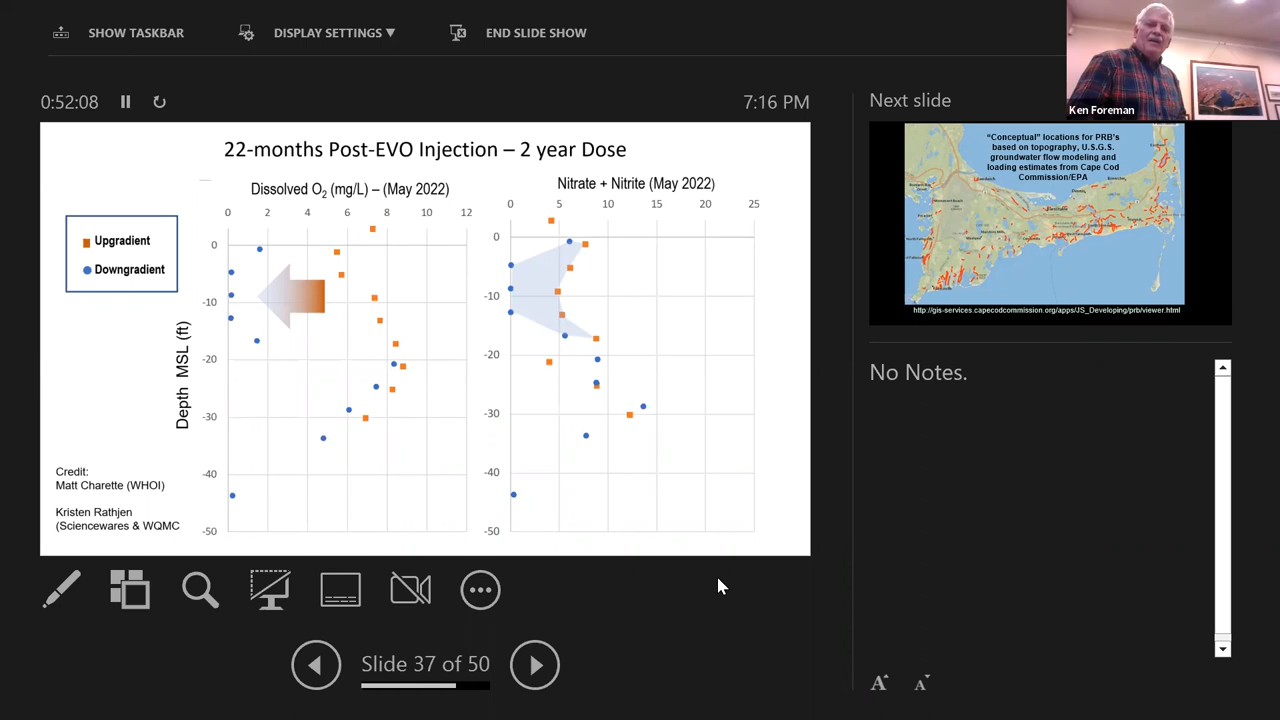 SHOW TASKBAR
DISPLAY SETTINGS ▼
END SLIDE SHOW
Ken Foreman
0:52:08
7:16 PM
22-months Post-EVO Injection – 2 year Dose
Upgradient
Downgradient
Dissolved O2 (mg/L) – (May 2022)
0 2 4 6 8 10 12
0
-10
-20
-30
-40
-50
Depth MSL (ft)
Nitrate + Nitrite (May 2022)
0 5 10 15 20 25
0
-10
-20
-30
-40
-50
Credit:
Matt Charette (WHOI)
Kristen Rathjen
(Sciencewares & WQMC
Slide 37 of 50
Next slide
“Conceptual” locations for PRB's
based on topography, U.S.G.S.
groundwater flow modeling and
loading estimates from Cape Cod
Commission/EPA
http://gis-services.capecodcommission.org/apps/JS_Developing/prb/viewer.html
No Notes.
A
A